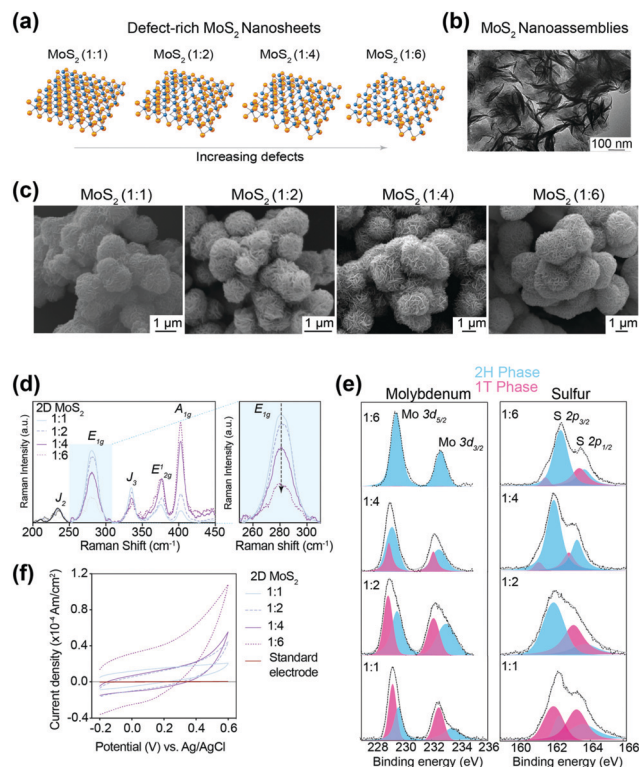 (a)
Defect-rich MoS2 Nanosheets
MoS2 (1:1)
MoS2 (1:2)
MoS2 (1:4)
MoS2 (1:6)
Increasing defects
(b)
MoS2 Nanoassemblies
100 nm
(c)
MoS2 (1:1)
MoS2 (1:2)
MoS2 (1:4)
MoS2 (1:6)
1 μm
1 μm
1 μm
1 μm
(d)
2D MoS2
1:1
1:2
1:4
1:6
J2
E1g
J3
E12g
A1g
Raman Intensity (a.u.)
200 250 300 350 400 450
Raman Shift (cm-1)
E1g
Raman Intensity (a.u.)
260 280 300
Raman shift (cm-1)
(e)
2H Phase
1T Phase
Molybdenum
Sulfur
1:6
Mo 3d5/2
Mo 3d3/2
1:4
1:2
1:1
228 230 232 234 236
Binding energy (eV)
1:6
S 2p3/2
S 2p1/2
1:4
1:2
1:1
160 162 164 166
Binding energy (eV)
(f)
Current density (x10-4 Am/cm2)
1.2
0.8
0.4
0.0
-0.4
-0.2 0.0 0.2 0.4 0.6
Potential (V) vs. Ag/AgCl
2D MoS2
1:1
1:2
1:4
1:6
Standard
electrode